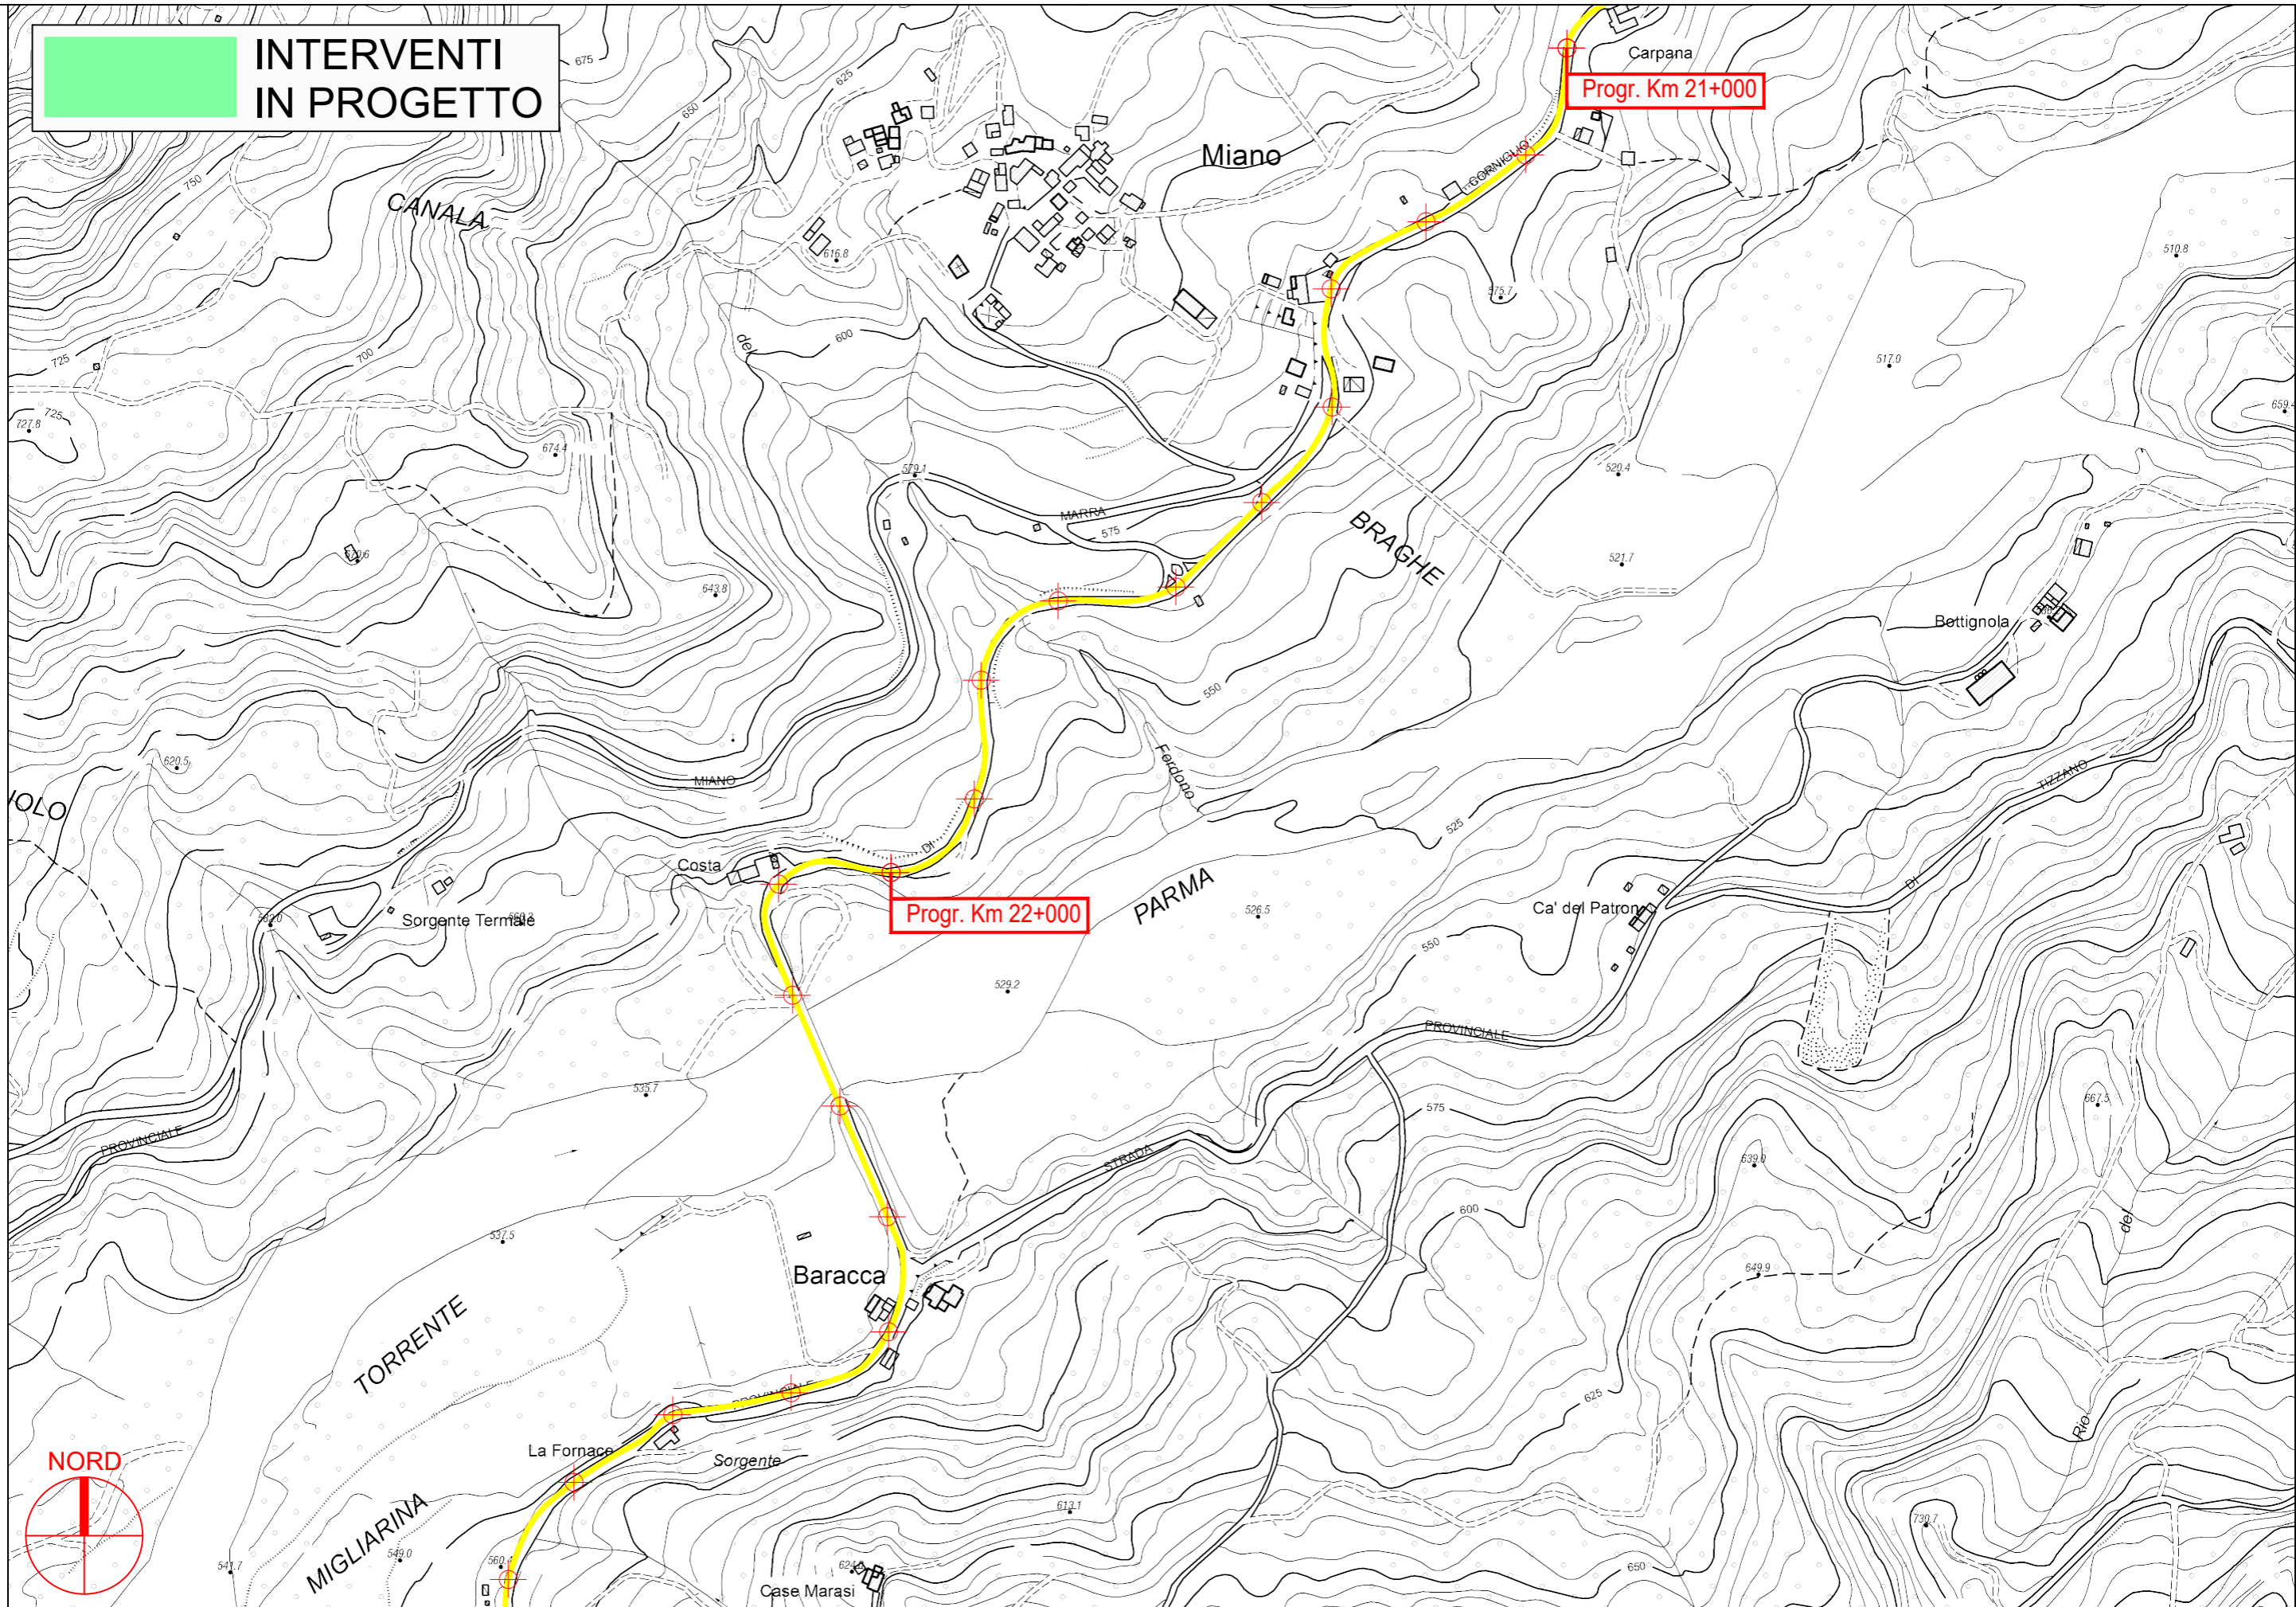 INTERVENTI
IN PROGETTO
Carpana
Progr. Km 21+000
675
625
650
Miano
CORNIGLIO
750
CANALA
616.8
510.8
575.7
del
600
725
700
517.0
725
727.8
659.4
674.4
579.1
520.4
MARRA
575
BRAGHE
521.7
643.8
Bottignola
550
Fordono
620.5
MIANO
TIZZANO
525
DI
Costa
PARMA
DI
Progr. Km 22+000
526.5
Ca' del Patron
Sorgente Termale
550
529.2
PROVINCIALE
535.7
575
667.5
PROVINCIALE
STRADA
639.0
600
del
537.5
Baracca
649.9
TORRENTE
PROVINCIALE
625
Rio
La Fornace
Sorgente
NORD
MIGLIARINA
613.1
730.7
549.0
541.7
560.4
650
Case Marasi